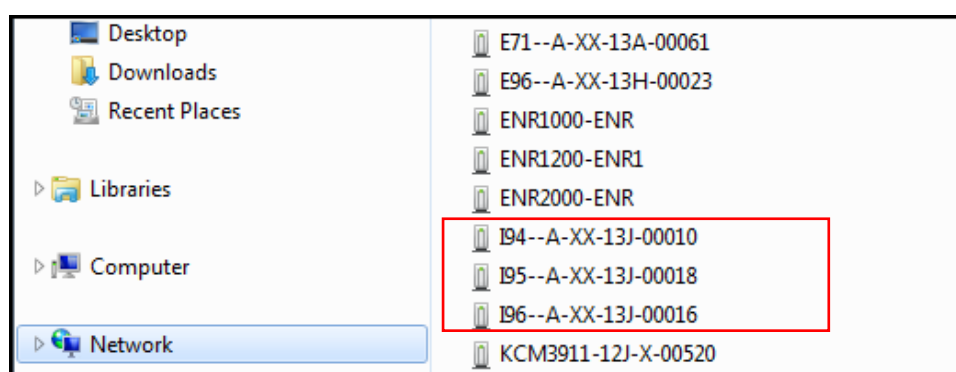 Desktop
Downloads
Recent Places
Libraries
Computer
Network
E71--A-XX-13A-00061
E96--A-XX-13H-00023
ENR1000-ENR
ENR1200-ENR1
ENR2000-ENR
I94--A-XX-13J-00010
I95--A-XX-13J-00018
I96--A-XX-13J-00016
KCM3911-12J-X-00520